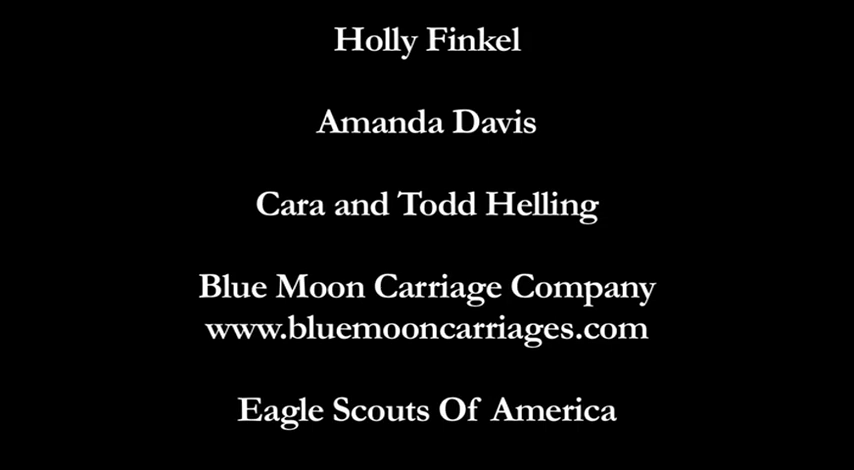 Holly Finkel
Amanda Davis
Cara and Todd Helling
Blue Moon Carriage Company
www.bluemooncarriages.com
Eagle Scouts Of America